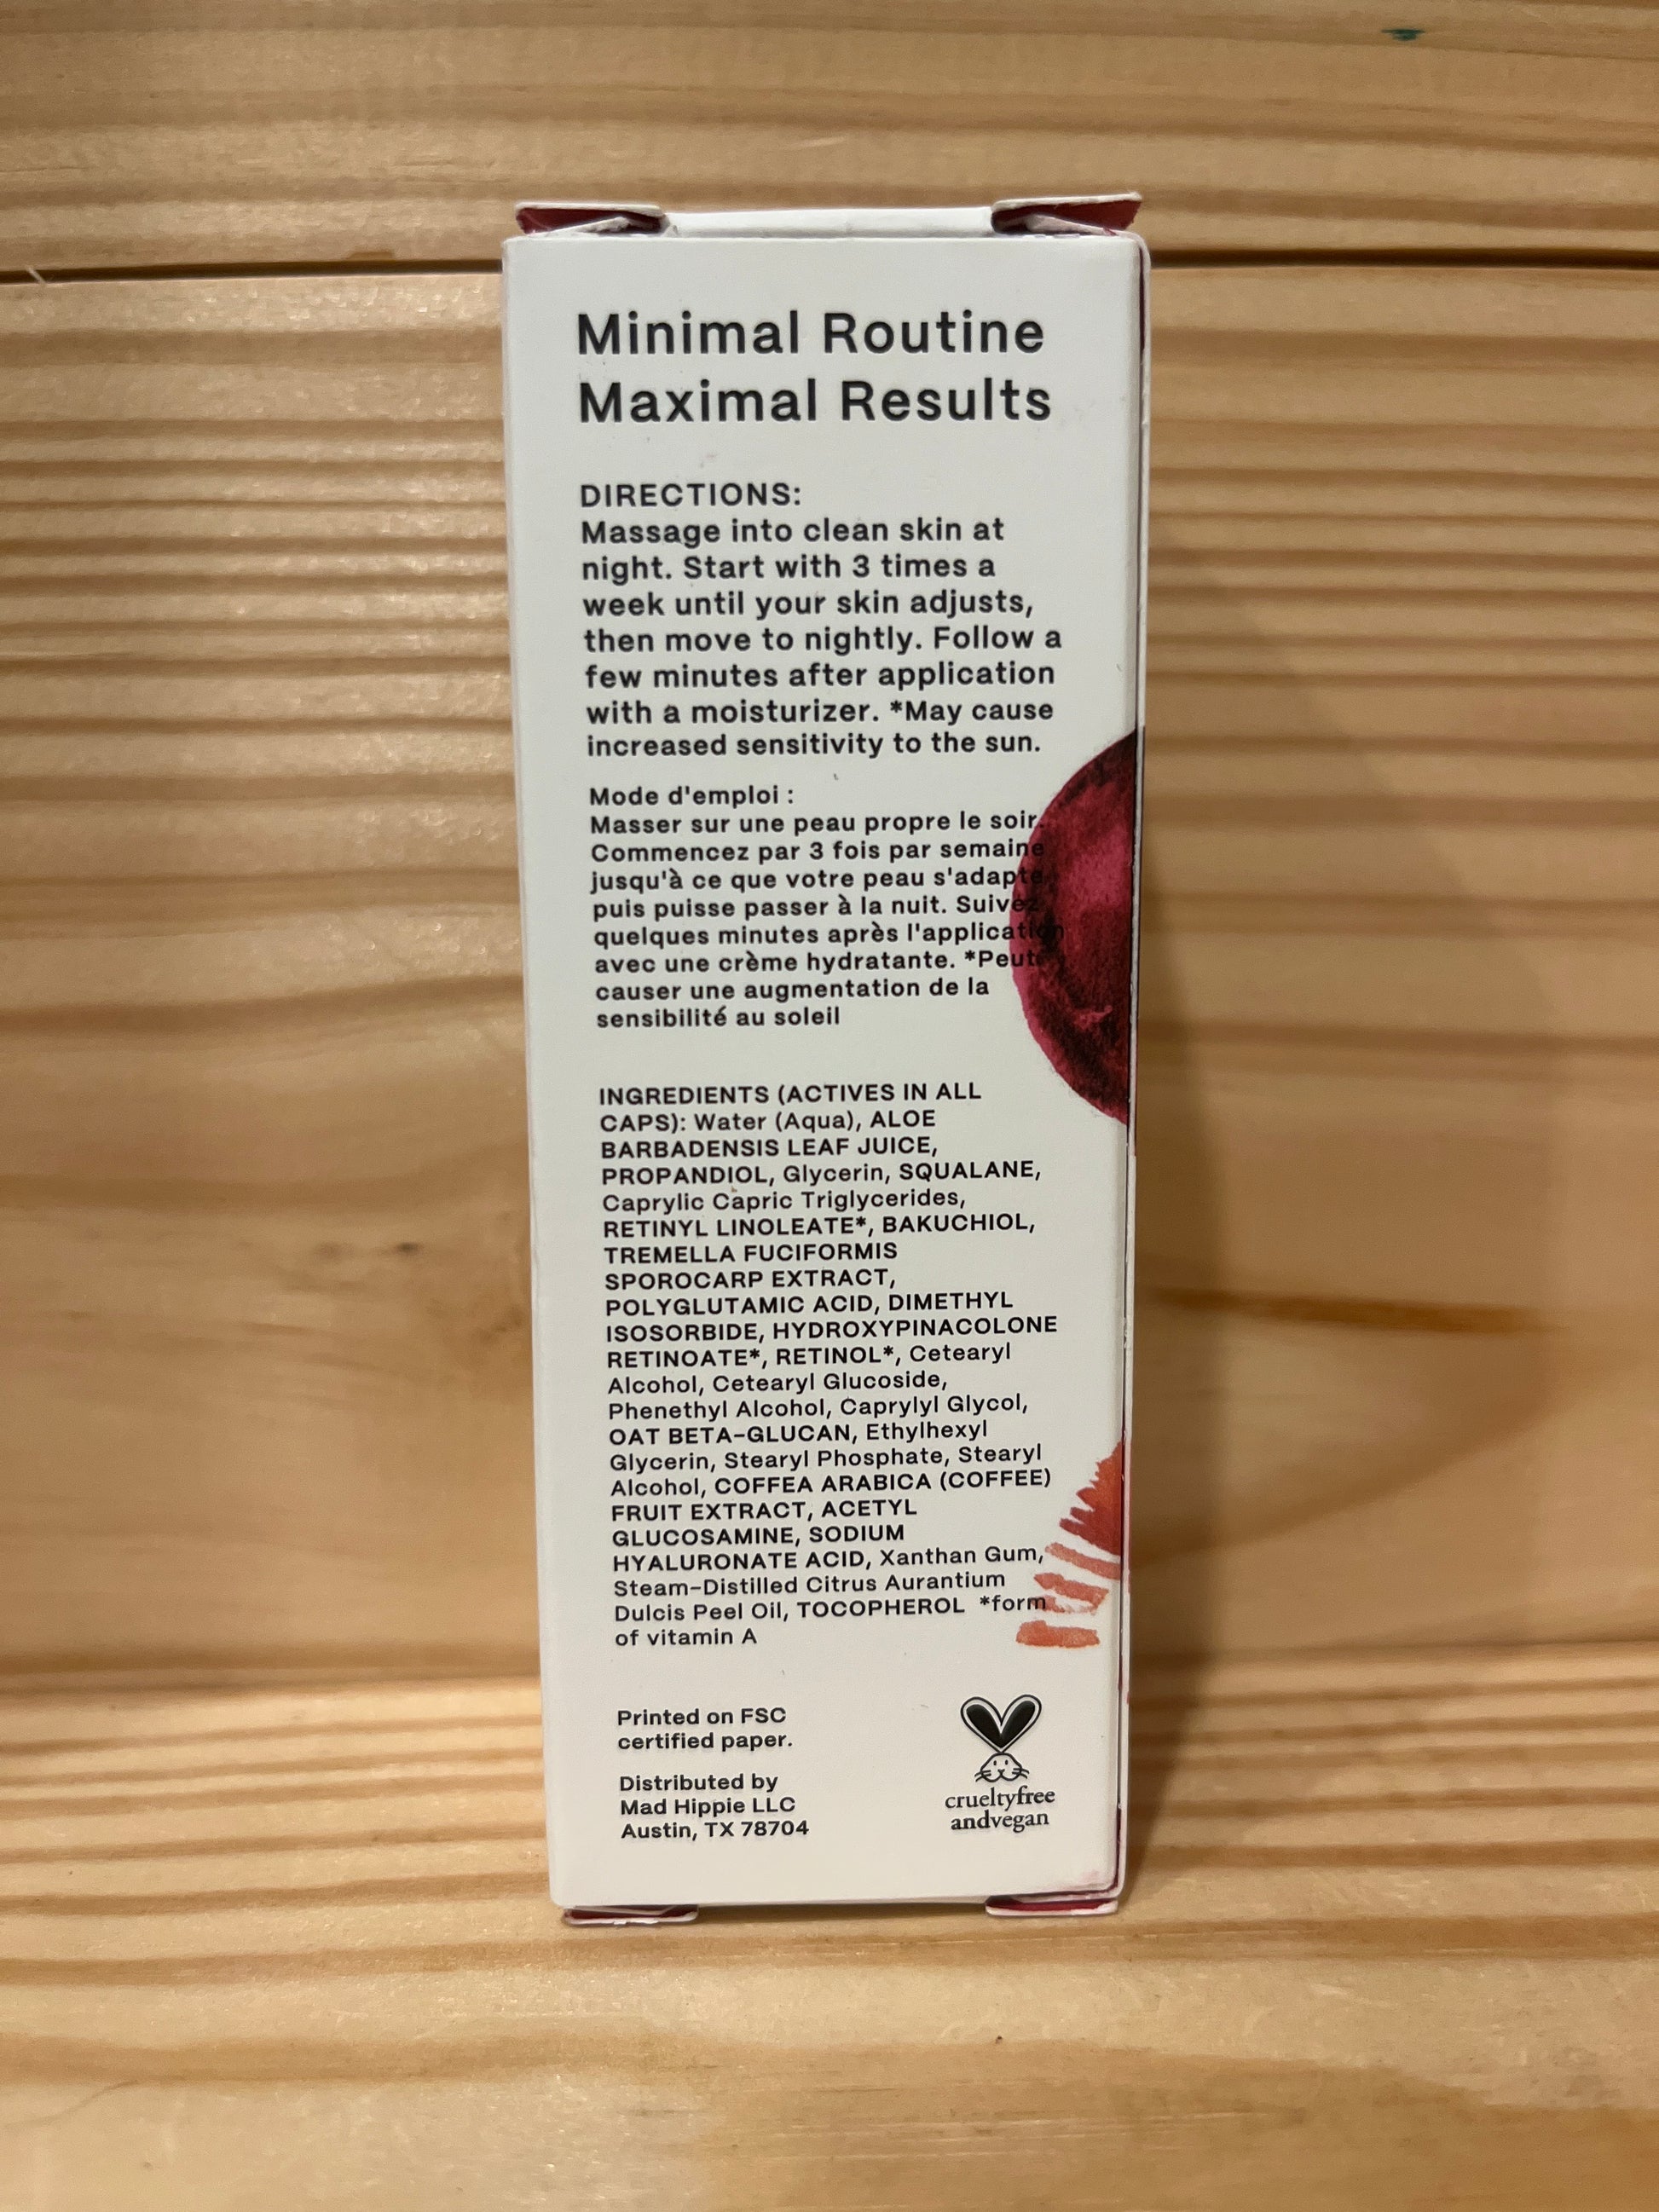 Minimal Routine
Maximal Results
DIRECTIONS:
Massage into clean skin at
night. Start with 3 times a
week until your skin adjusts,
then move to nightly. Follow a
few minutes after application
with a moisturizer. *May cause
increased sensitivity to the sun.
Mode d'emploi :
Masser sur une peau propre le soir.
Commencez par 3 fois par semaine
jusqu'à ce que votre peau s'adapte
puis puisse passer à la nuit. Suivez
quelques minutes après l'application
avec une crème hydratante. *Peut
causer une augmentation de la
sensibilité au soleil
INGREDIENTS (ACTIVES IN ALL
CAPS): Water (Aqua), ALOE
BARBADENSIS LEAF JUICE,
PROPANDIOL, Glycerin, SQUALANE,
Caprylic Capric Triglycerides,
RETINYL LINOLEATE*, BAKUCHIOL,
TREMELLA FUCIFORMIS
SPOROCARP EXTRACT,
POLYGLUTAMIC ACID, DIMETHYL
ISOSORBIDE, HYDROXYPINACOLONE
RETINOATE*, RETINOL*, Cetearyl
Alcohol, Cetearyl Glucoside,
Phenethyl Alcohol, Caprylyl Glycol,
OAT BETA-GLUCAN, Ethylhexyl
Glycerin, Stearyl Phosphate, Stearyl
Alcohol, COFFEA ARABICA (COFFEE)
FRUIT EXTRACT, ACETYL
GLUCOSAMINE, SODIUM
HYALURONATE ACID, Xanthan Gum,
Steam-Distilled Citrus Aurantium
Dulcis Peel Oil, TOCOPHEROL *form
of vitamin A
Printed on FSC
certified paper.
Distributed by
Mad Hippie LLC
Austin, TX 78704
crueltyfree
andvegan